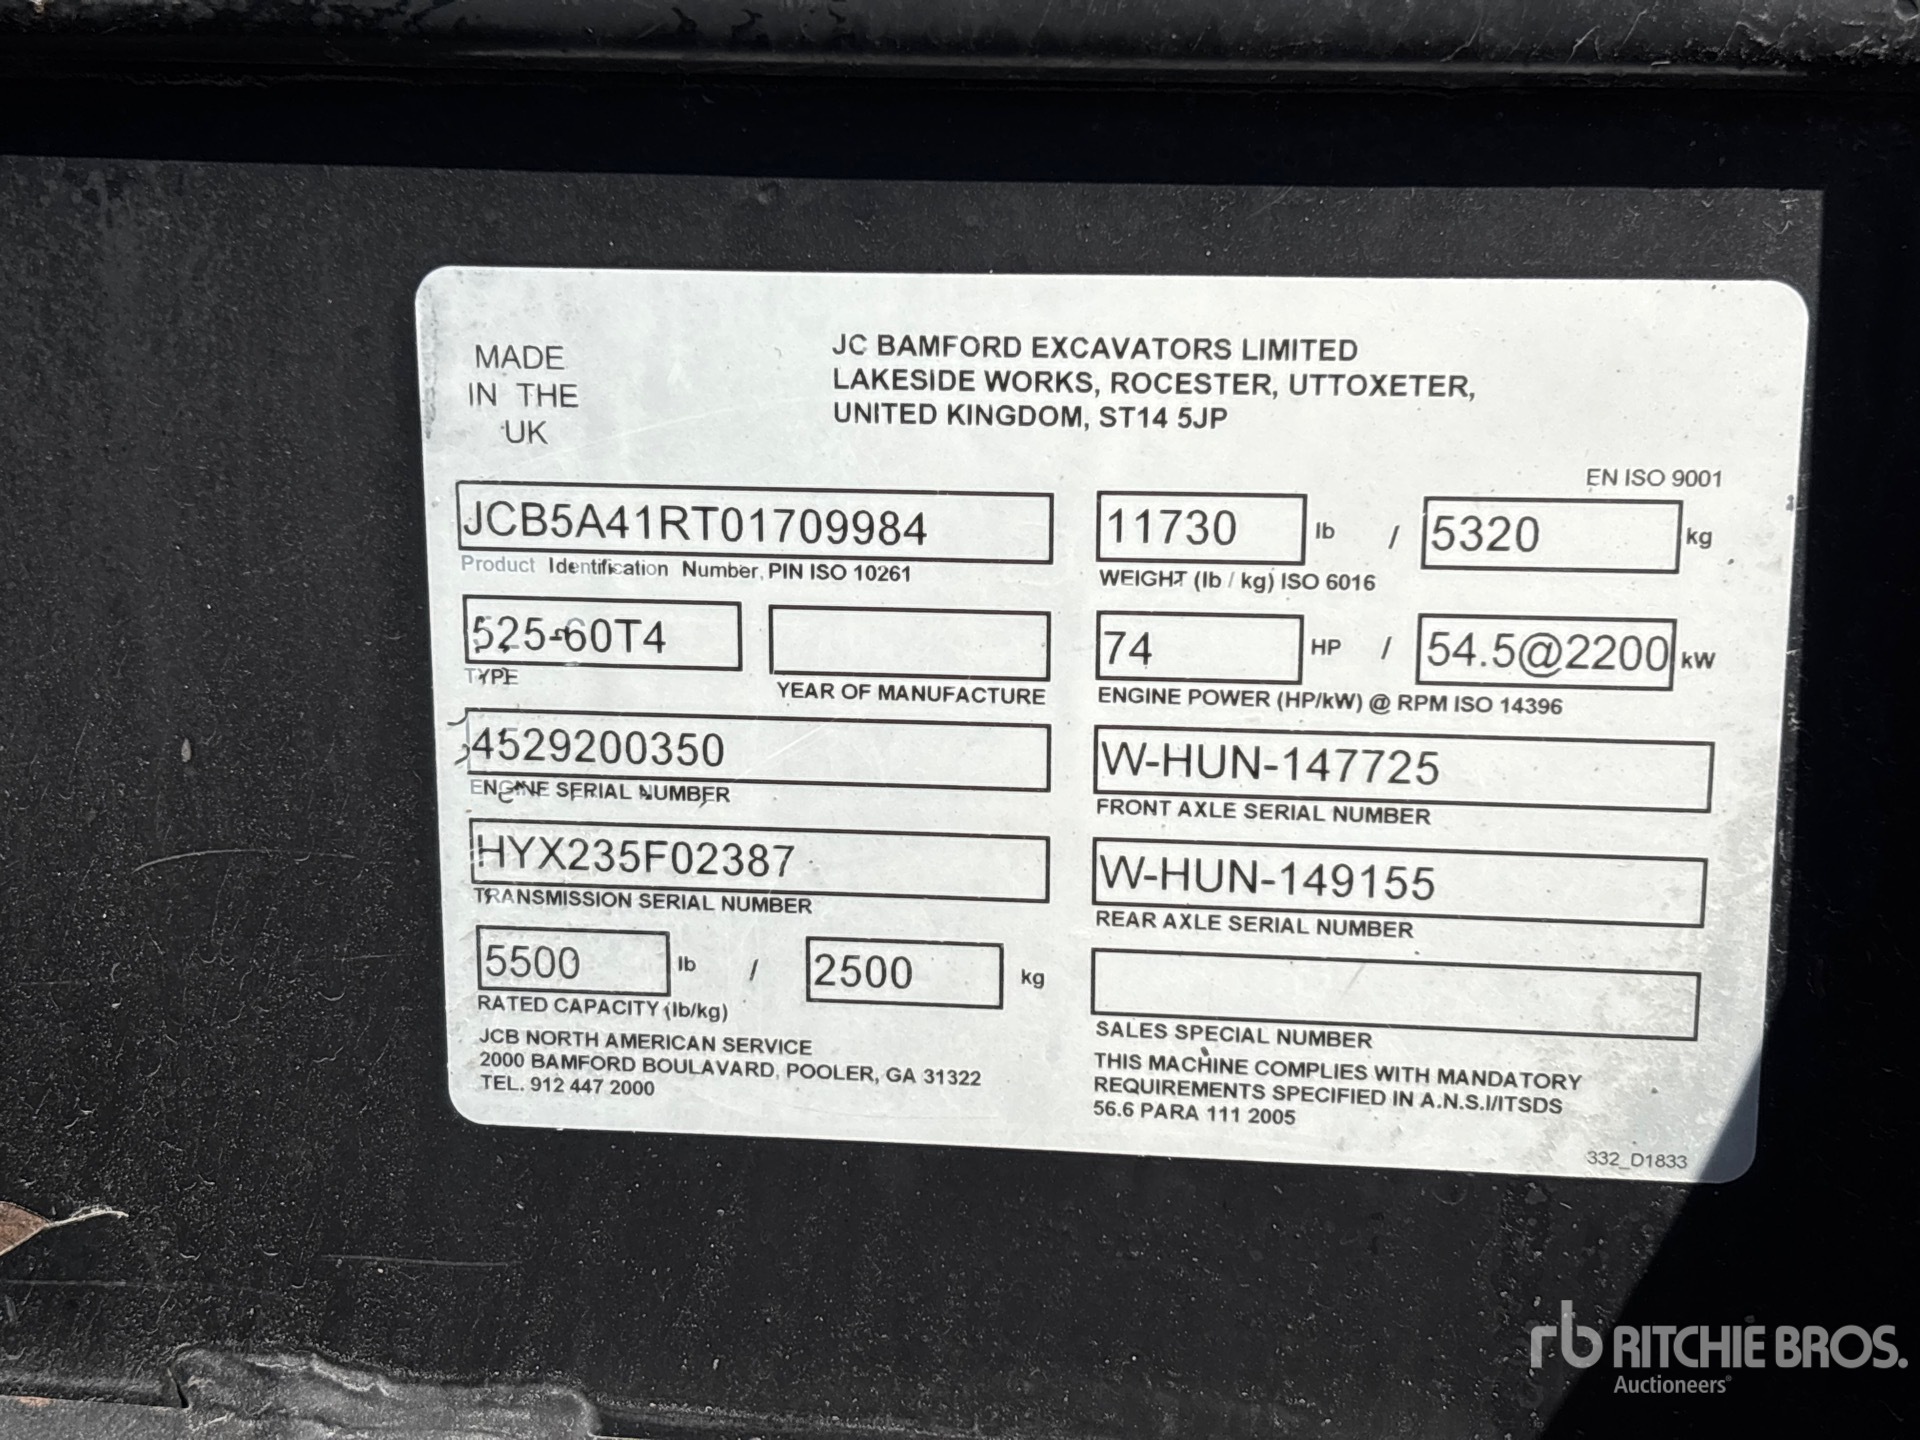 MADE
IN THE
UK
JC BAMFORD EXCAVATORS LIMITED
LAKESIDE WORKS, ROCESTER, UTTOXETER,
UNITED KINGDOM, ST14 5JP
EN ISO 9001
JCB5A41RT01709984
Product Identification Number, PIN ISO 10261
11730 lb / 5320 kg
WEIGHT (lb / kg) ISO 6016
525-60T4
TYPE
YEAR OF MANUFACTURE
74 HP / 54.5@2200 kW
ENGINE POWER (HP/kW) @ RPM ISO 14396
4529200350
ENGINE SERIAL NUMBER
W-HUN-147725
FRONT AXLE SERIAL NUMBER
HYX235F02387
TRANSMISSION SERIAL NUMBER
W-HUN-149155
REAR AXLE SERIAL NUMBER
5500 lb / 2500 kg
RATED CAPACITY (lb/kg)
SALES SPECIAL NUMBER
JCB NORTH AMERICAN SERVICE
2000 BAMFORD BOULAVARD, POOLER, GA 31322
TEL. 912 447 2000
THIS MACHINE COMPLIES WITH MANDATORY
REQUIREMENTS SPECIFIED IN A.N.S.I/ITSDS
56.6 PARA 111 2005
332_D1833
rb RITCHIE BROS.
Auctioneers